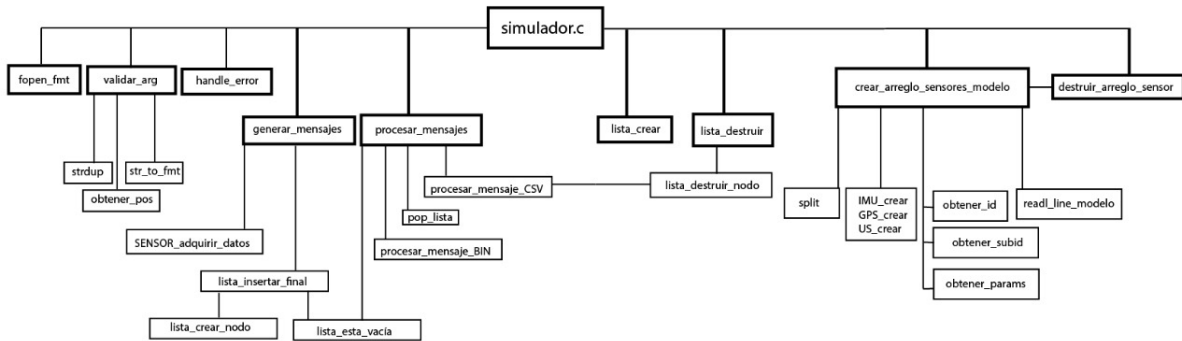 simulador.c
fopen_fmt
validar_arg
handle_error
crear_arreglo_sensores_modelo
destruir_arreglo_sensor
generar_mensajes
procesar_mensajes
lista_crear
lista_destruir
strdup
str_to_fmt
obtener_pos
procesar_mensaje_CSV
lista_destruir_nodo
split
IMU_crear
GPS_crear
US_crear
obtener_id
readl_line_modelo
pop_lista
SENSOR_adquirir_datos
procesar_mensaje_BIN
obtener_subid
lista_insertar_final
obtener_params
lista_crear_nodo
lista_esta_vacía